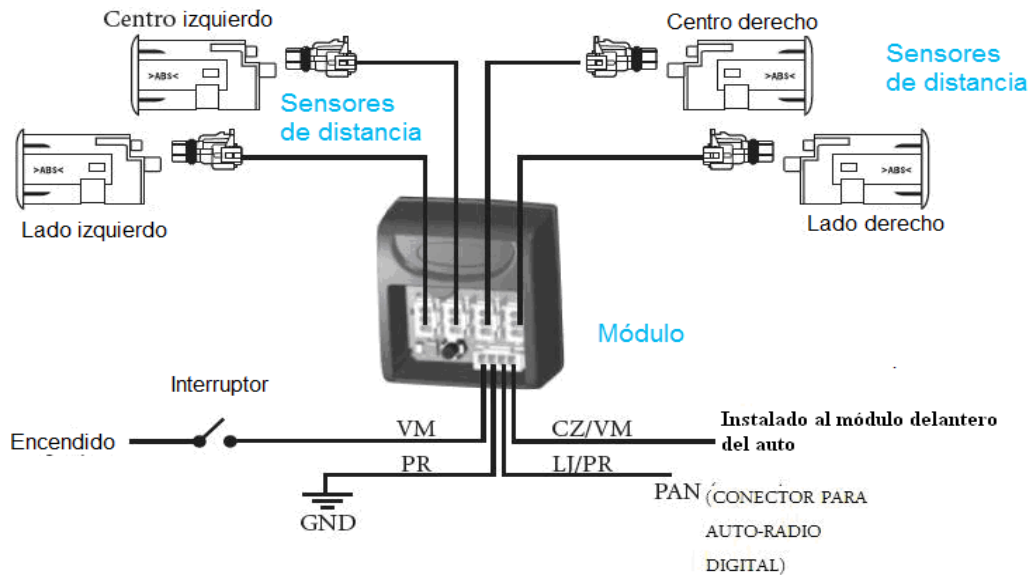 Centro izquierdo
Centro derecho
>ABS<
>ABS<
Sensores
de distancia
Sensores
de distancia
>ABS<
>ABS<
Lado izquierdo
Lado derecho
Módulo
Interruptor
Encendido
VM
CZ/VM
Instalado al módulo delantero
del auto
PR
LJ/PR
GND
PAN (CONECTOR PARA
AUTO-RADIO
DIGITAL)